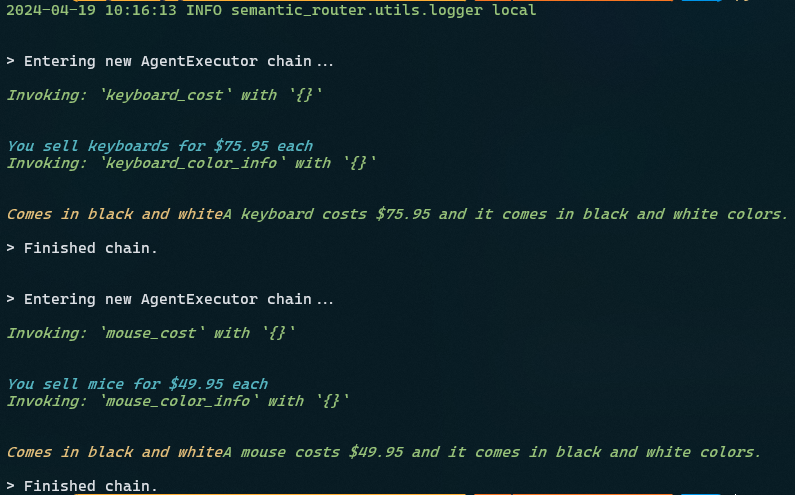 2024-04-19 10:16:13 INFO semantic_router.utils.logger local
> Entering new AgentExecutor chain...
Invoking: `keyboard_cost` with `{}`
You sell keyboards for $75.95 each
Invoking: `keyboard_color_info` with `{}`
Comes in black and whiteA keyboard costs $75.95 and it comes in black and white colors.
> Finished chain.
> Entering new AgentExecutor chain...
Invoking: `mouse_cost` with `{}`
You sell mice for $49.95 each
Invoking: `mouse_color_info` with `{}`
Comes in black and whiteA mouse costs $49.95 and it comes in black and white colors.
> Finished chain.